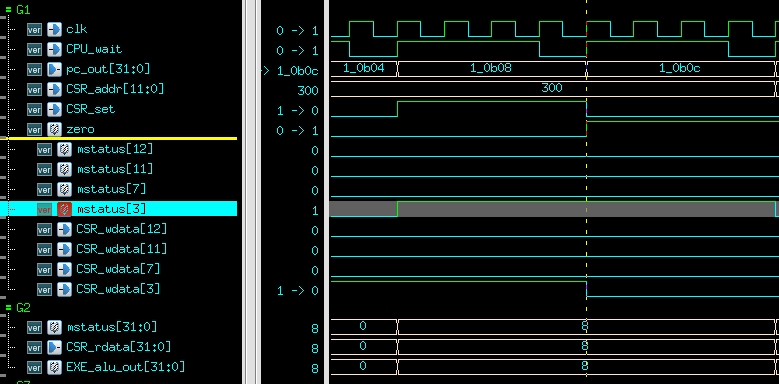 G1
ver clk 0 -> 1
ver CPU_wait 0 -> 1
ver pc_out[31:0] > 1_0b0c 1_0b04 1_0b08 1_0b0c
ver CSR_addr[11:0] 300 300
ver CSR_set 1 -> 0
ver zero 0 -> 1
ver mstatus[12] 0
ver mstatus[11] 0
ver mstatus[7] 0
ver mstatus[3] 1
ver CSR_wdata[12] 0
ver CSR_wdata[11] 0
ver CSR_wdata[7] 0
ver CSR_wdata[3] 1 -> 0
G2
ver mstatus[31:0] 8 0 8
ver CSR_rdata[31:0] 8 0 8
ver EXE_alu_out[31:0] 8 0 8